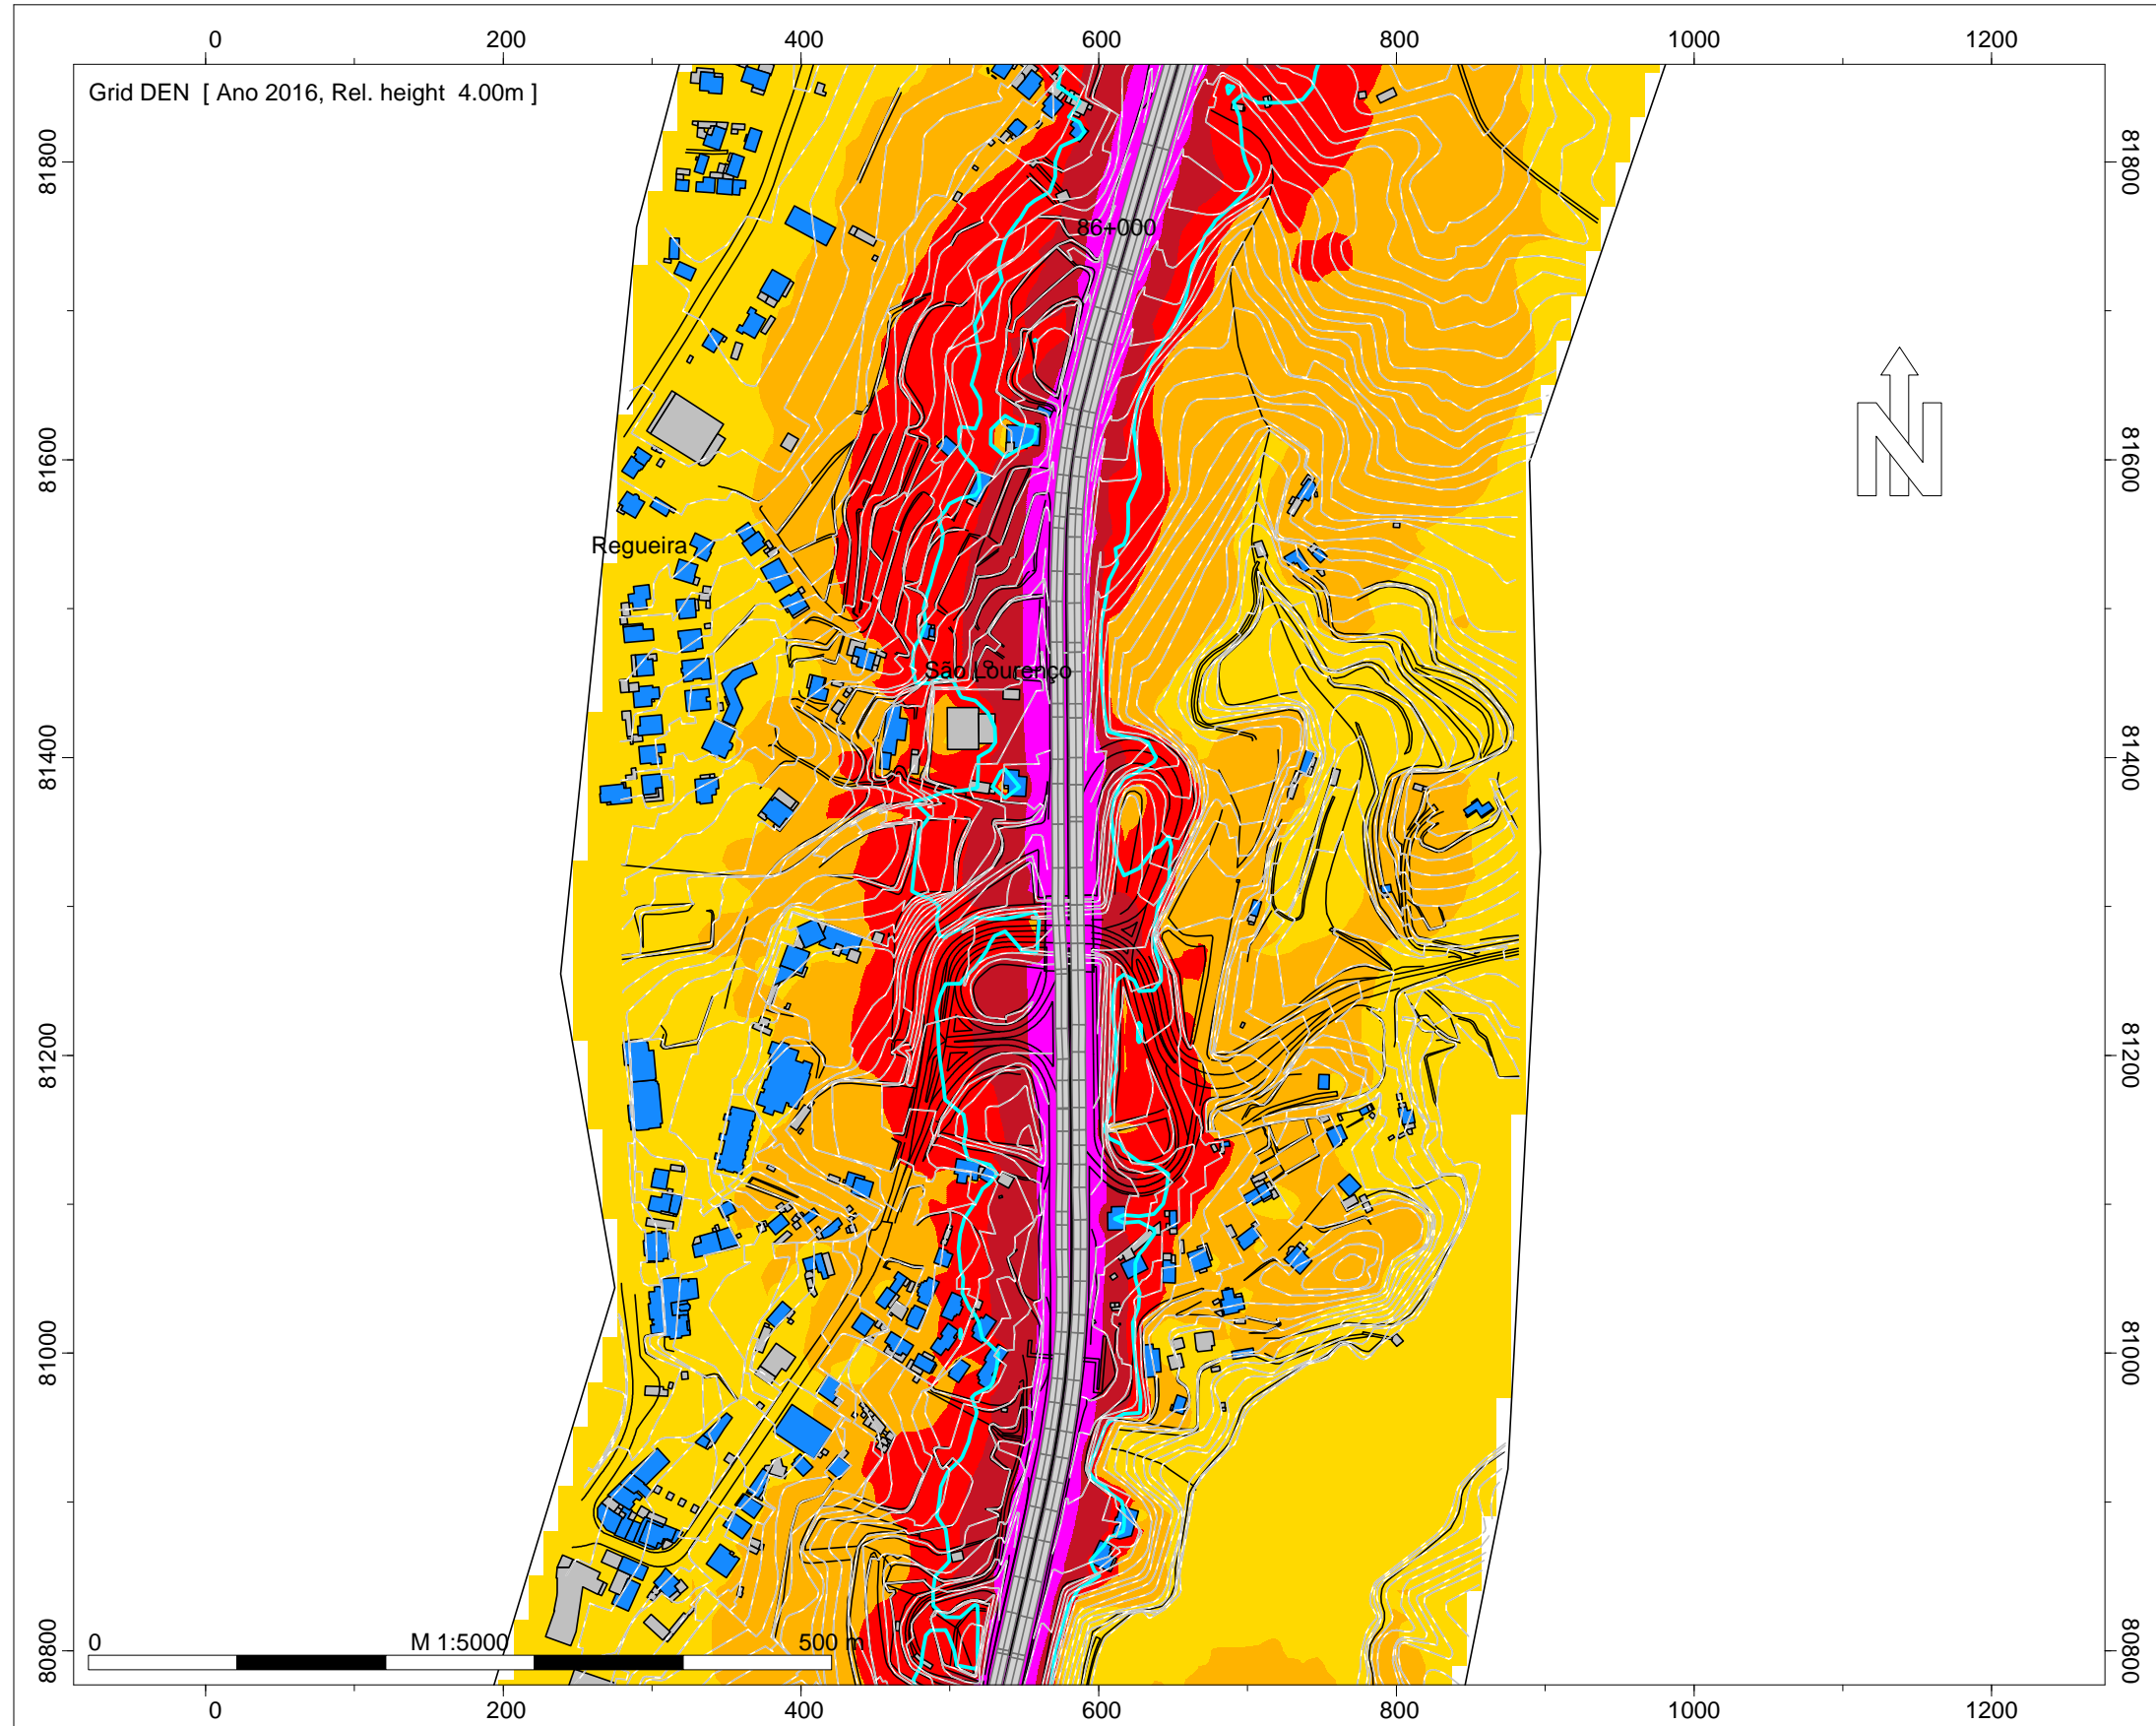 0 200 400 600 800 1000 1200
Grid DEN [ Ano 2016, Rel. height 4.00m ]
81800 81800
86+000
81600 81600
Regueira
São Lourenço
81400 81400
81200 81200
81000 81000
0 M 1:5000 500 m
80800 80800
0 200 400 600 800 1000 1200
N